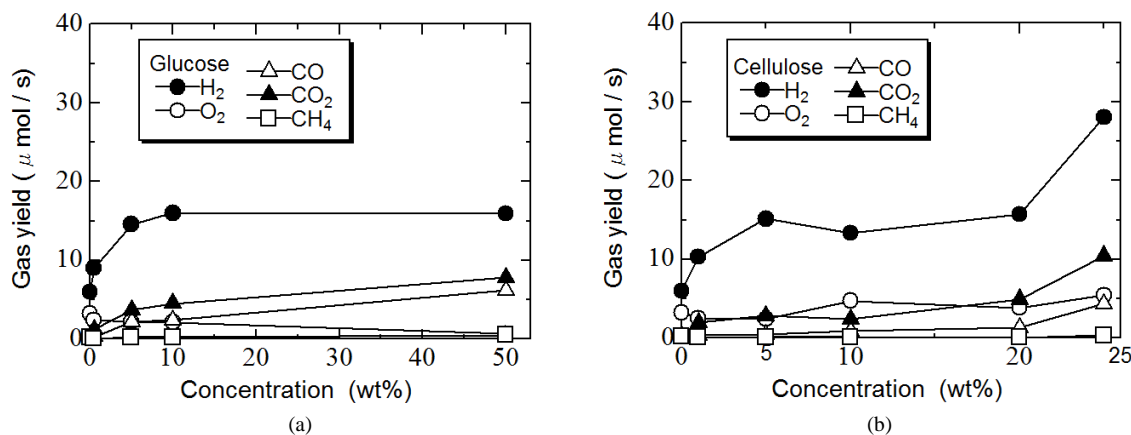 Gas yield ( μ mol / s)
40
30
20
10
0
Glucose
H2
O2
CO
CO2
CH4
0 10 20 30 40 50
Concentration (wt%)
(a)
Gas yield ( μ mol / s)
40
30
20
10
0
Cellulose
H2
O2
CO
CO2
CH4
0 5 10 20 25
Concentration (wt%)
(b)